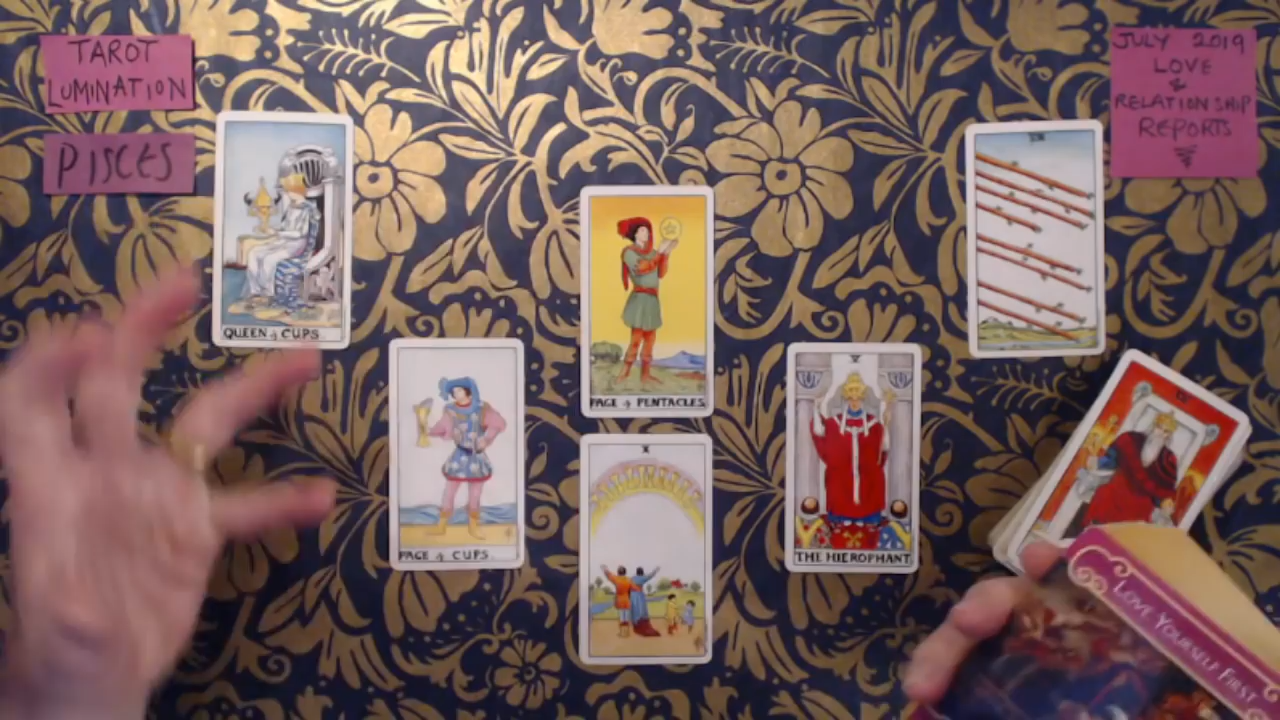 TAROT
LUMINATION
PISCES
JULY 2019
LOVE
&
RELATIONSHIP
REPORTS
QUEEN of CUPS.
PAGE of PENTACLES.
PAGE of CUPS.
X
V
THE HIEROPHANT
LOVE YOURSELF FIRST